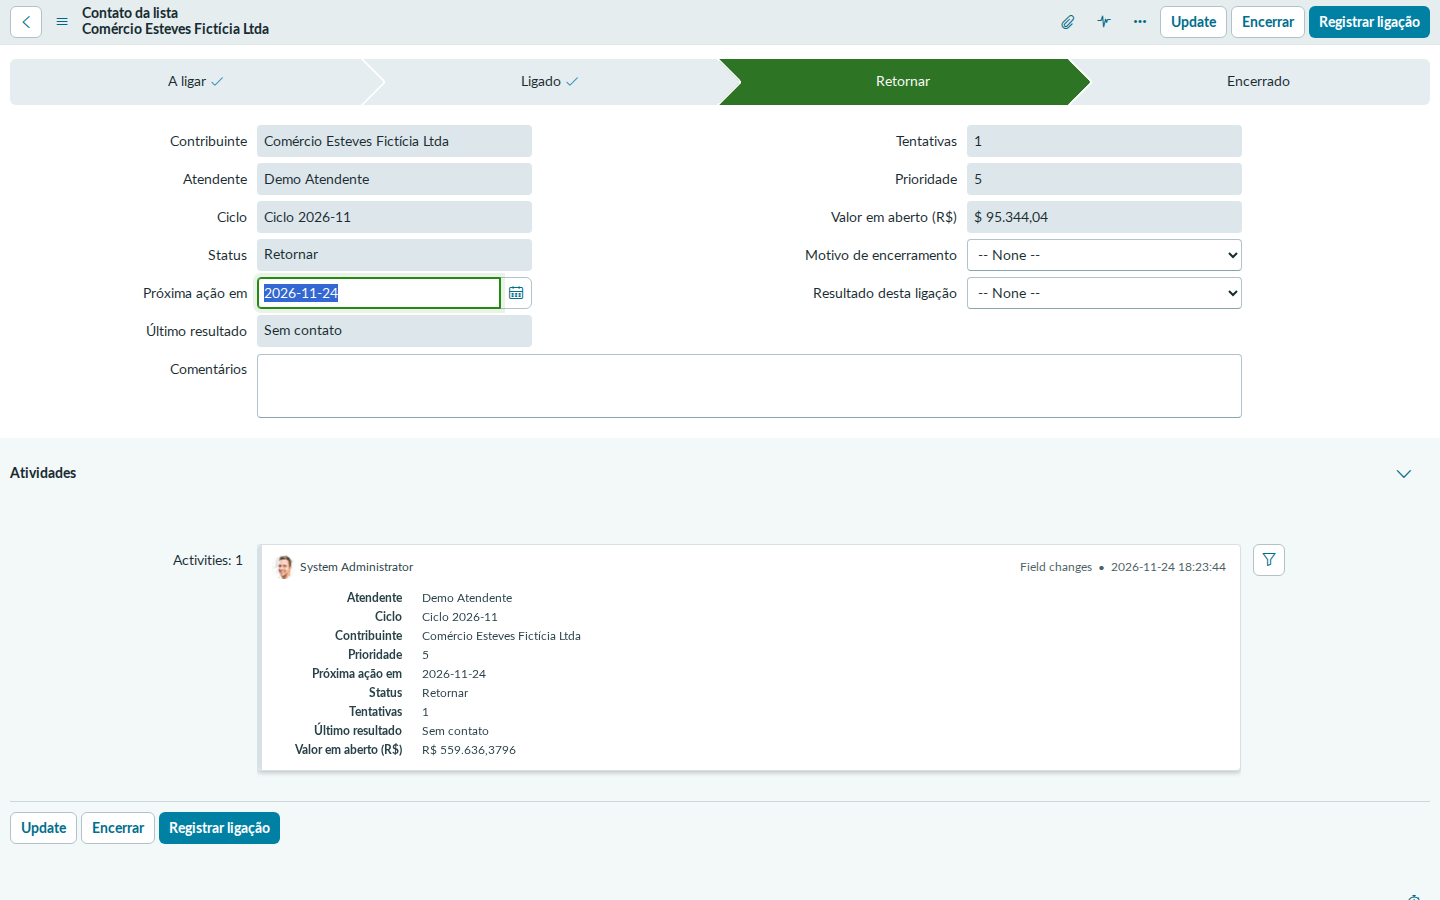 Contato da lista
Comércio Esteves Fictícia Ltda
Update
Encerrar
Registrar ligação
A ligar
Ligado
Retornar
Encerrado
Contribuinte
Comércio Esteves Fictícia Ltda
Atendente
Demo Atendente
Ciclo
Ciclo 2026-11
Status
Retornar
Próxima ação em
2026-11-24
Último resultado
Sem contato
Tentativas
1
Prioridade
5
Valor em aberto (R$)
$ 95.344,04
Motivo de encerramento
-- None --
Resultado desta ligação
-- None --
Comentários
Atividades
Activities: 1
System Administrator
Field changes • 2026-11-24 18:23:44
Atendente Demo Atendente
Ciclo Ciclo 2026-11
Contribuinte Comércio Esteves Fictícia Ltda
Prioridade 5
Próxima ação em 2026-11-24
Status Retornar
Tentativas 1
Último resultado Sem contato
Valor em aberto (R$) R$ 559.636,3796
Update
Encerrar
Registrar ligação